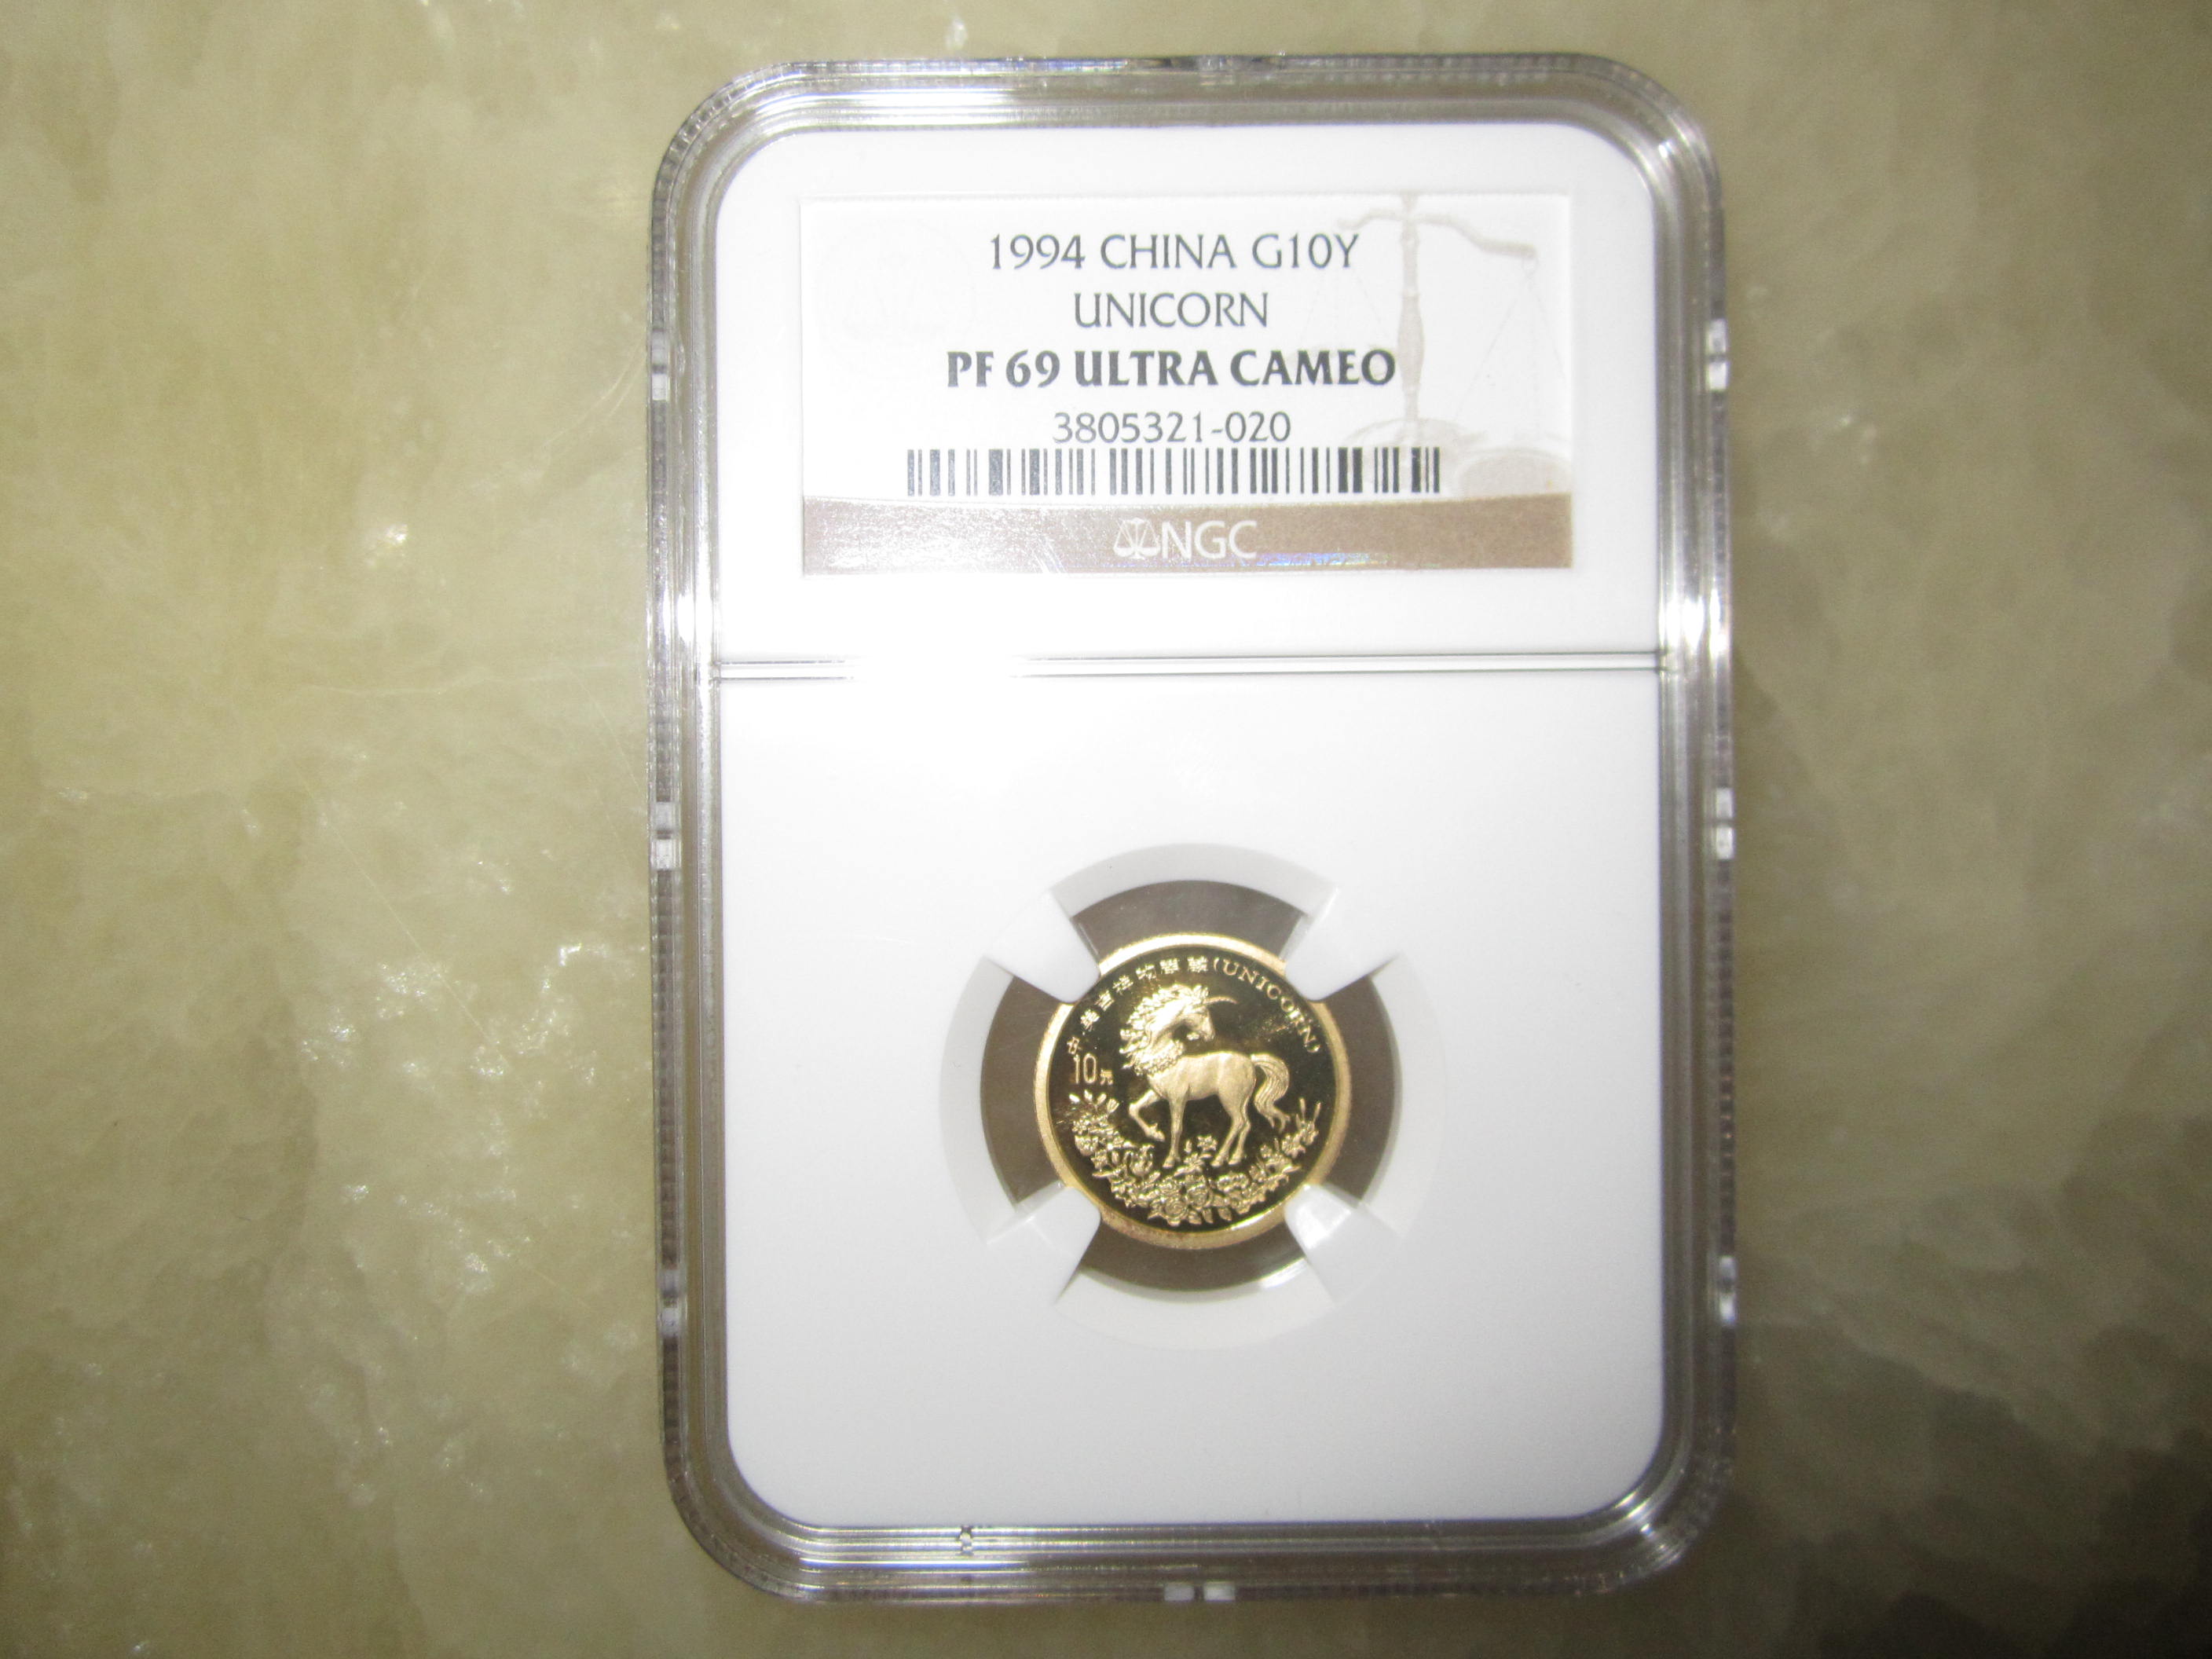 1994 CHINA G10Y
UNICORN
PF 69 ULTRA CAMEO
3805321-020
NGC
(UNICORN)
10元